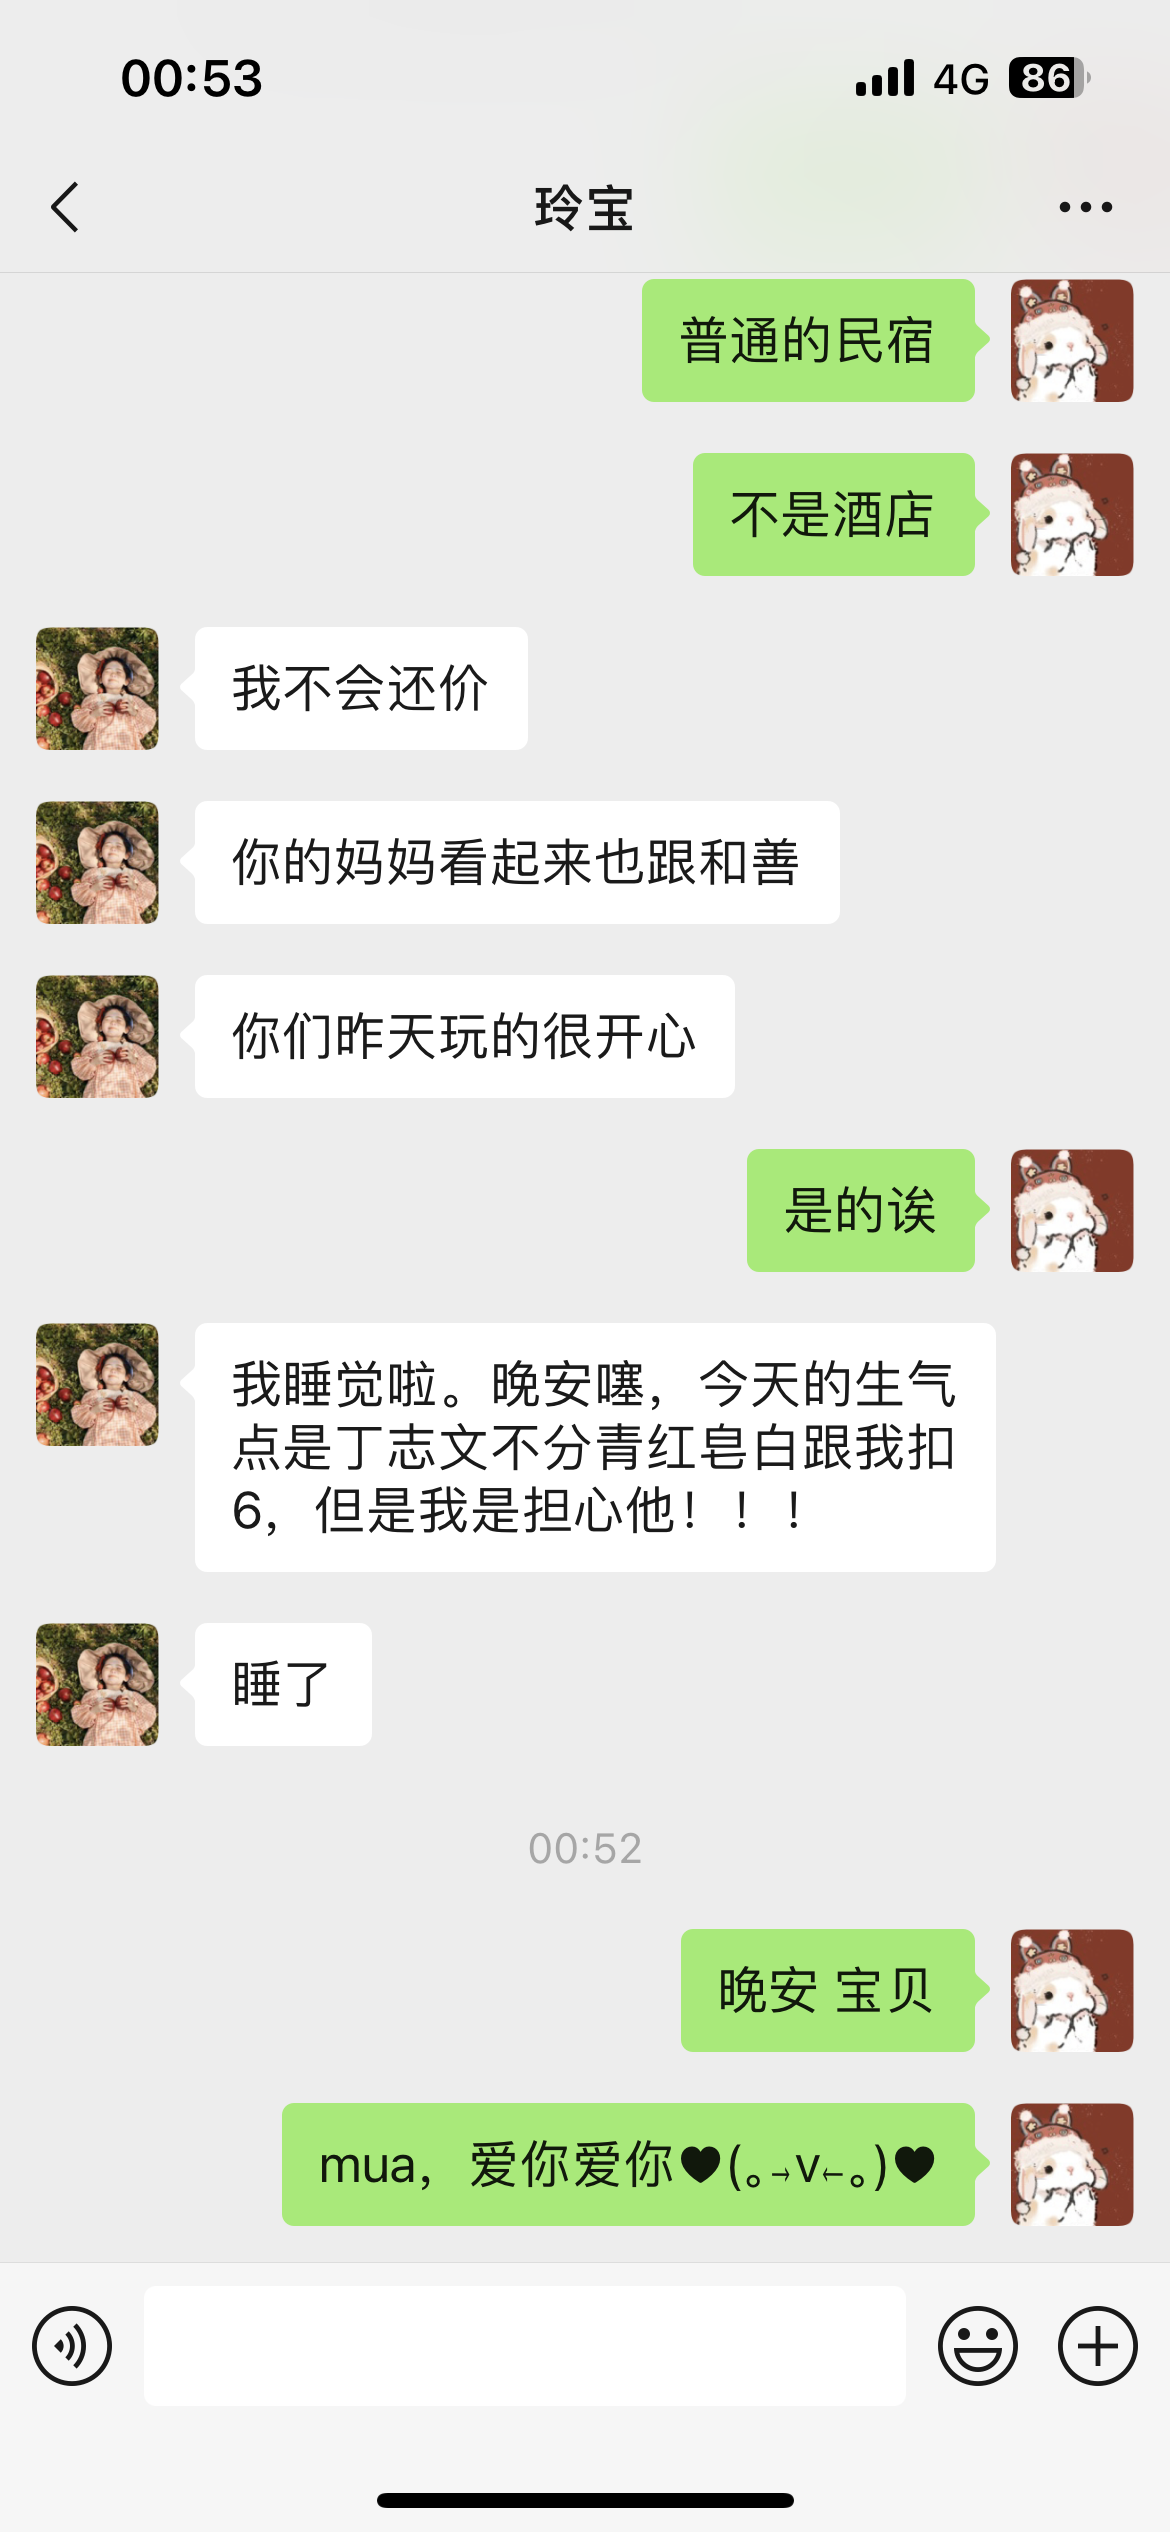 00:53
4G
86
玲宝
普通的民宿
不是酒店
我不会还价
你的妈妈看起来也跟和善
你们昨天玩的很开心
是的诶
我睡觉啦。晚安噻，今天的生气
点是丁志文不分青红皂白跟我扣
6，但是我是担心他！！！
睡了
00:52
晚安 宝贝
mua，爱你爱你♥(｡→v←｡)♥